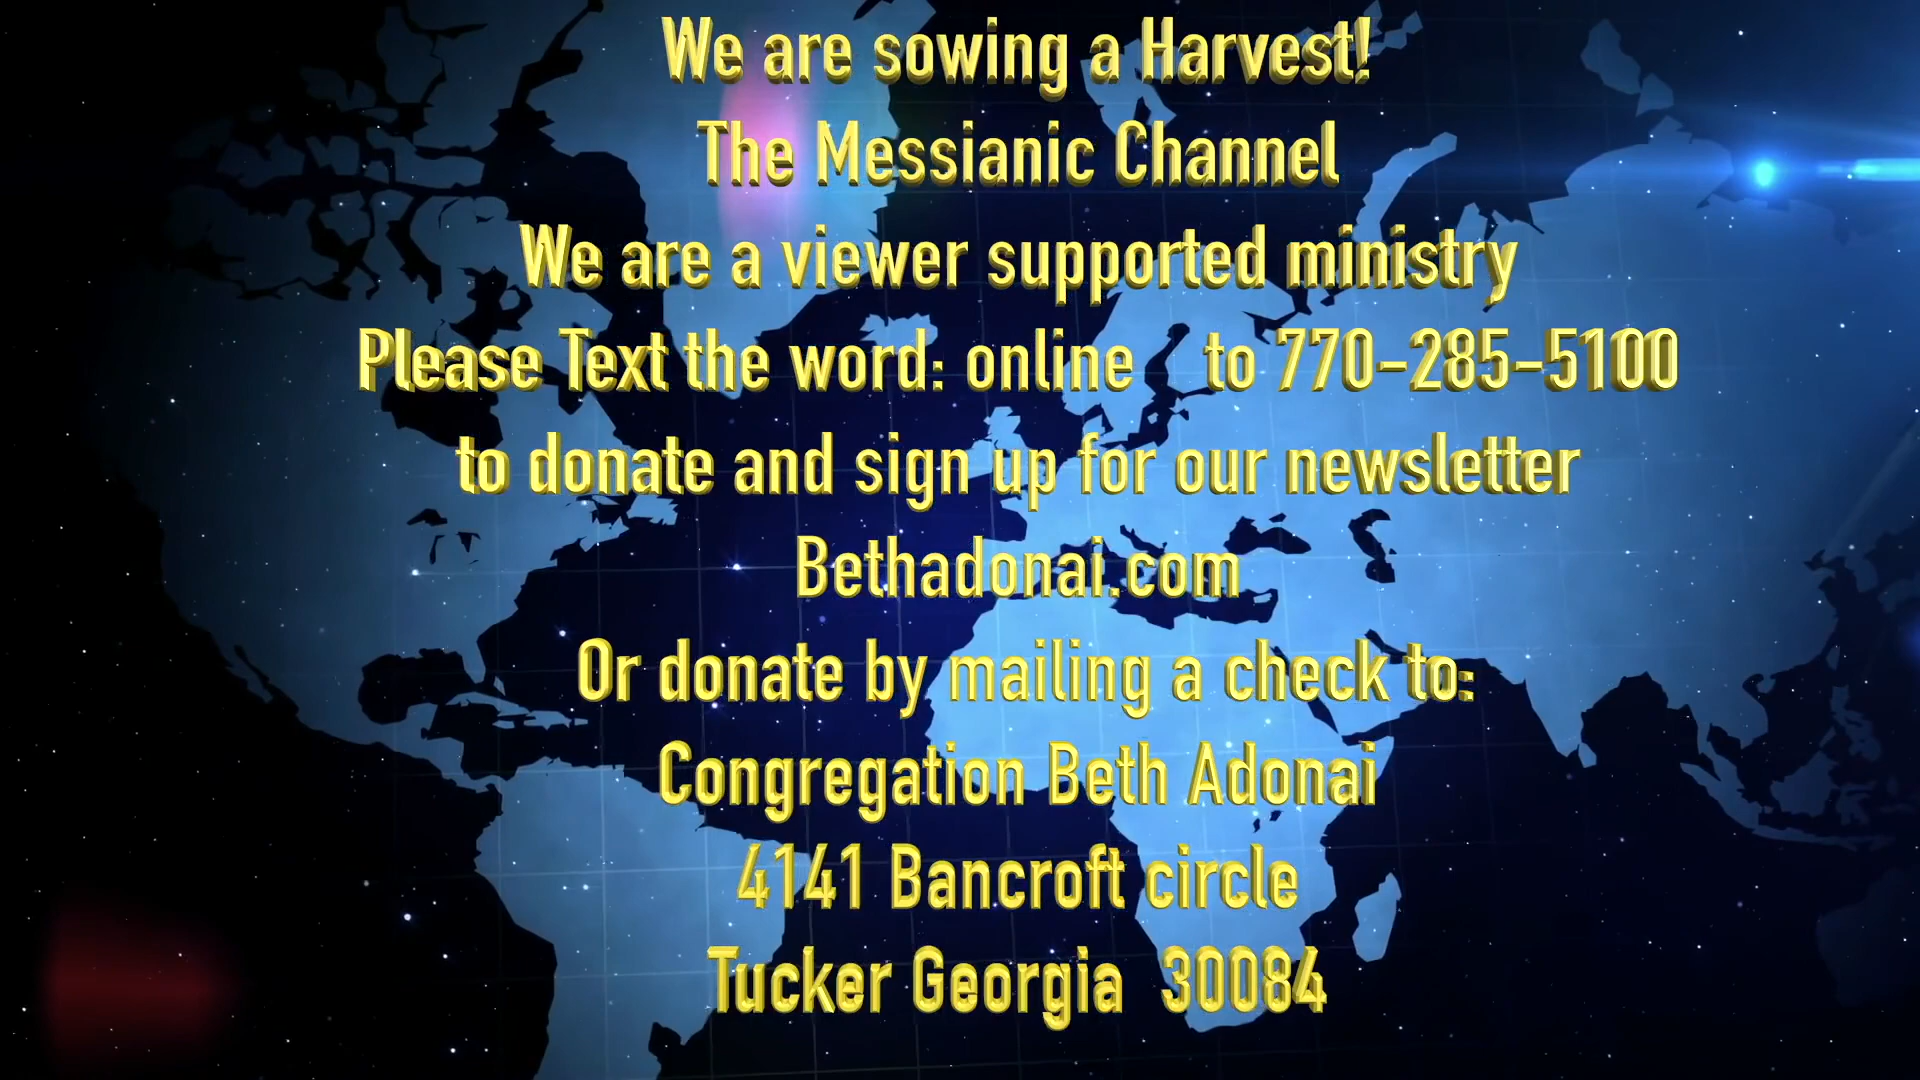 We are sowing a Harvest!
The Messianic Channel
We are a viewer supported ministry
Please Text the word: online to 770-285-5100
to donate and sign up for our newsletter
Bethadonai.com
Or donate by mailing a check to:
Congregation Beth Adonai
4141 Bancroft circle
Tucker Georgia 30084